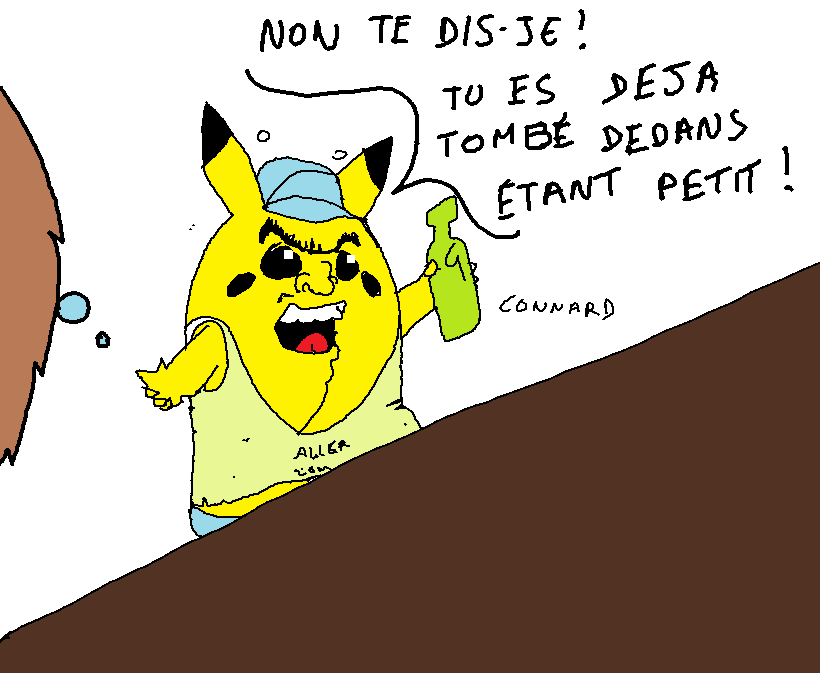 NON TE DIS-JE!
TU ES DEJA
TOMBÉ DEDANS
ÉTANT PETIT!
CONNARD
ALLER